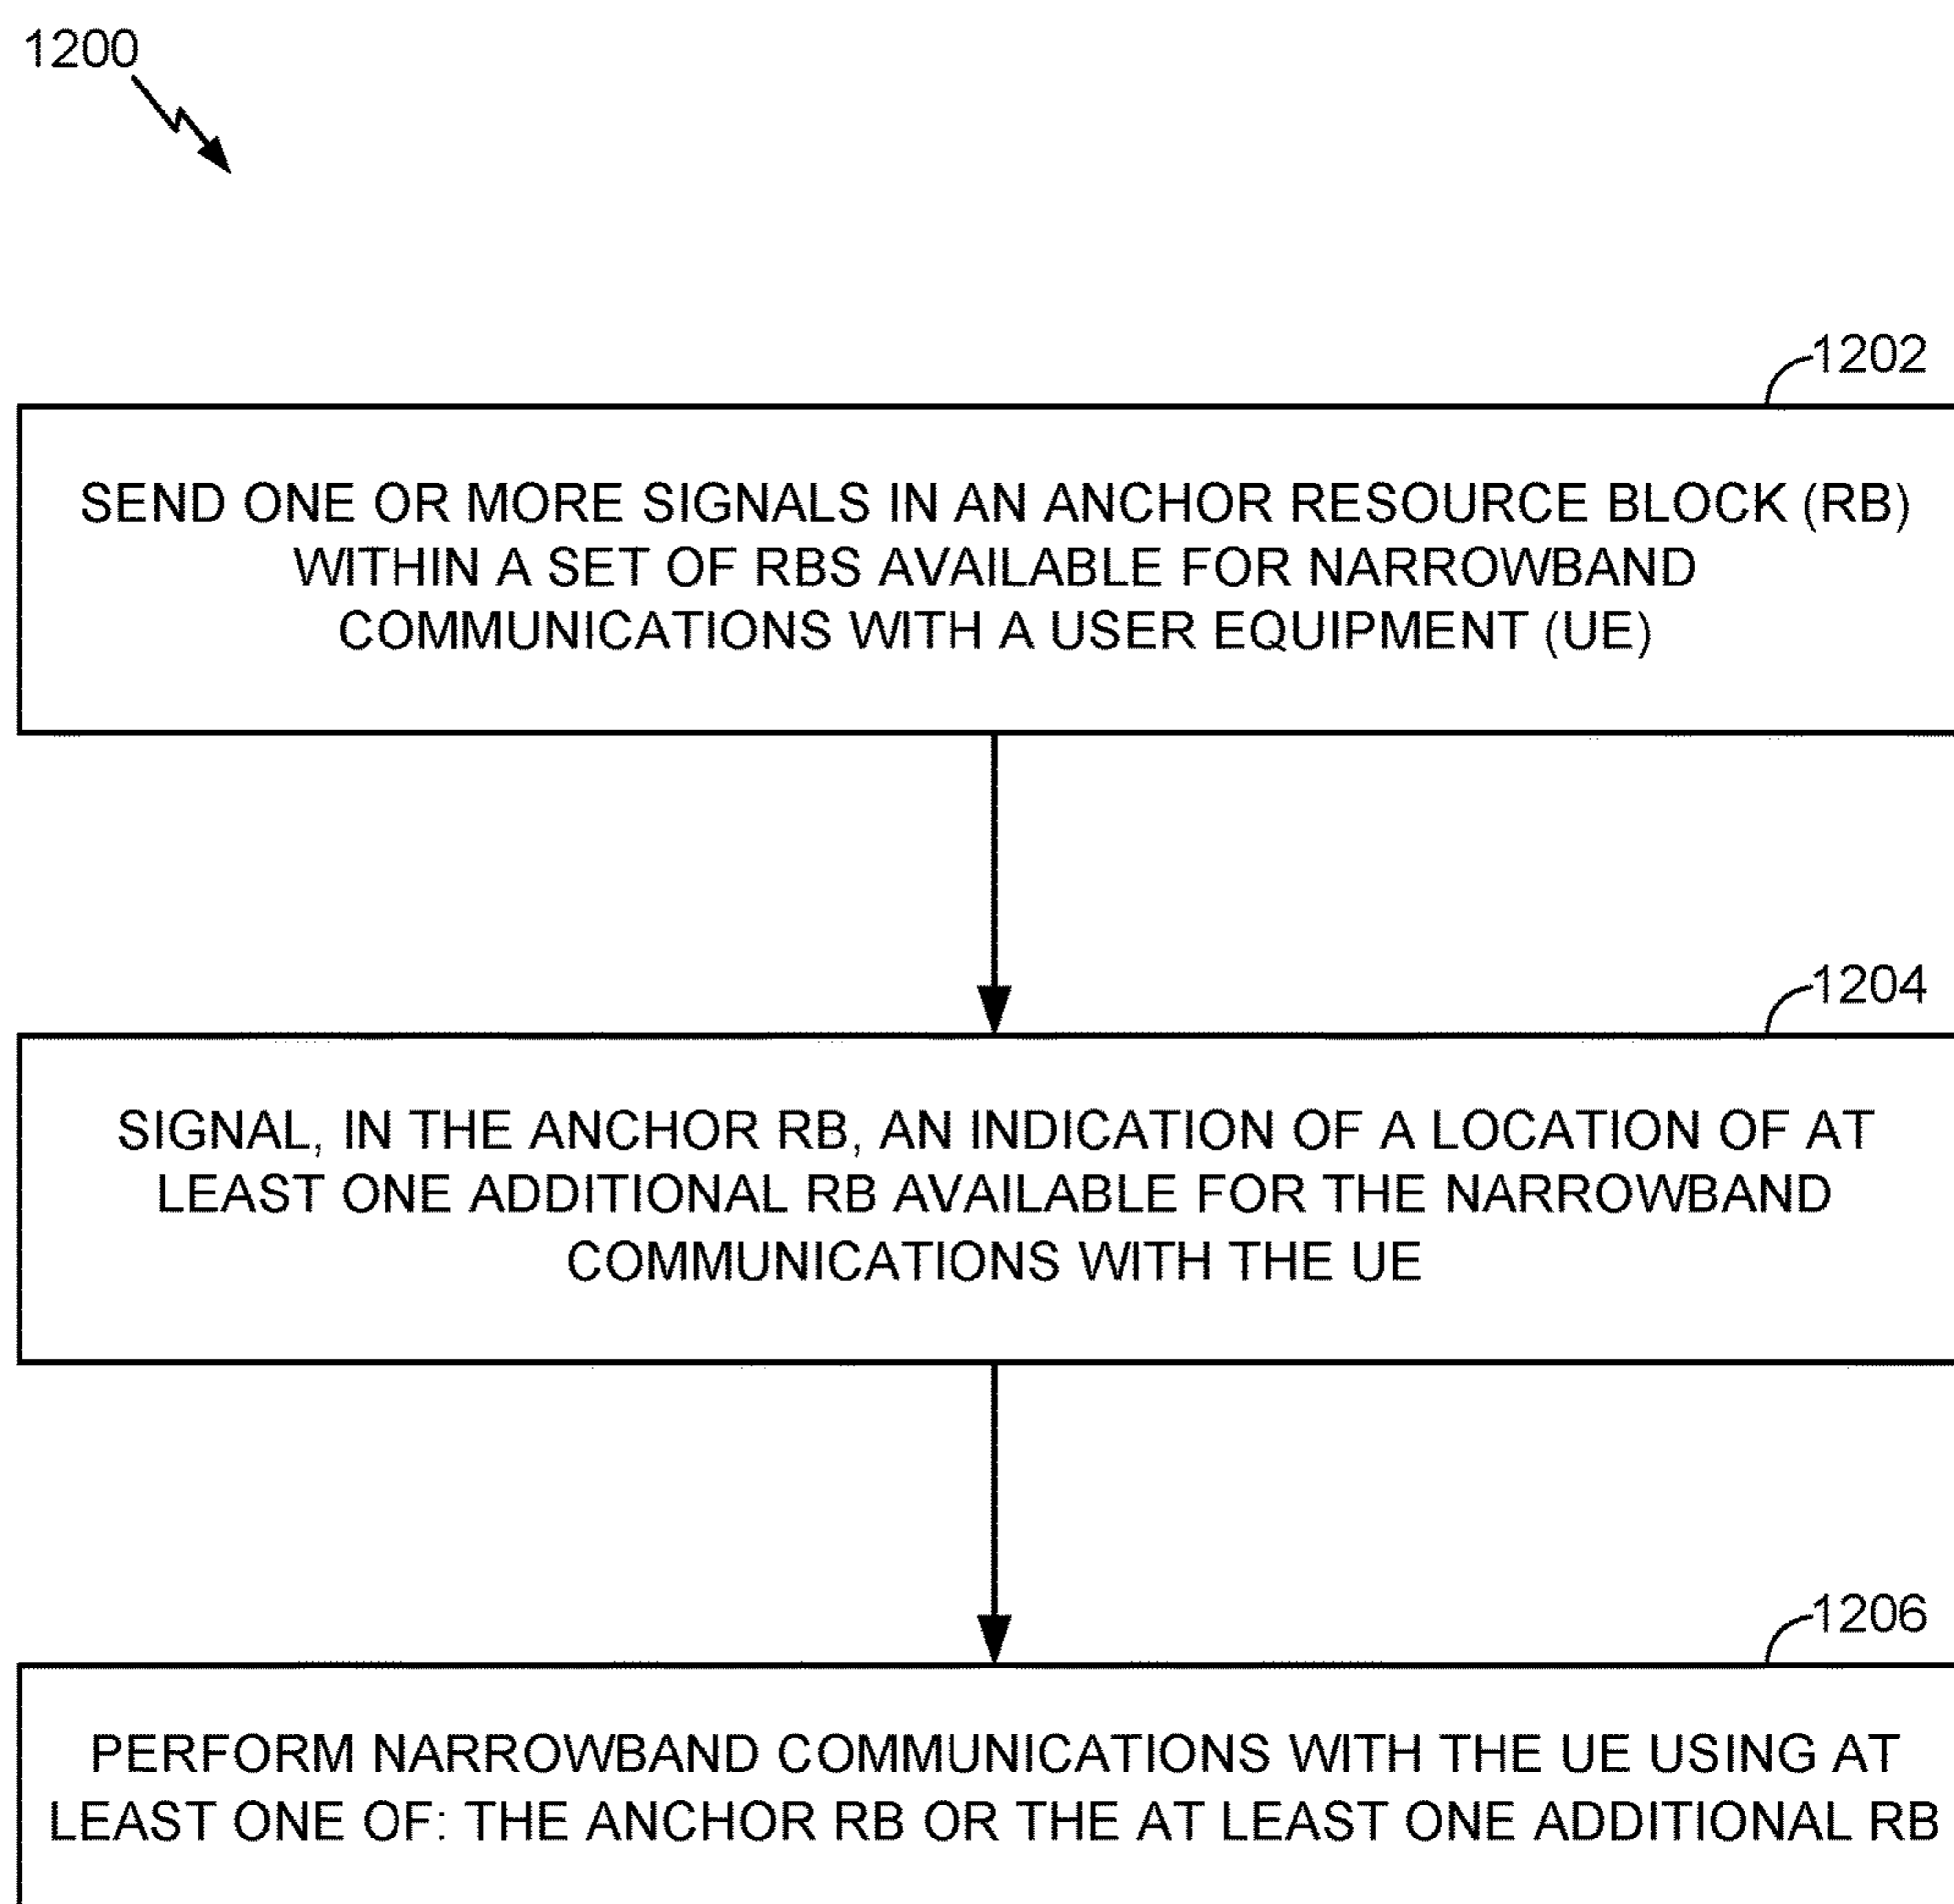 1200
1202
SEND ONE OR MORE SIGNALS IN AN ANCHOR RESOURCE BLOCK (RB)
WITHIN A SET OF RBS AVAILABLE FOR NARROWBAND
COMMUNICATIONS WITH A USER EQUIPMENT (UE)
1204
SIGNAL, IN THE ANCHOR RB, AN INDICATION OF A LOCATION OF AT
LEAST ONE ADDITIONAL RB AVAILABLE FOR THE NARROWBAND
COMMUNICATIONS WITH THE UE
1206
PERFORM NARROWBAND COMMUNICATIONS WITH THE UE USING AT
LEAST ONE OF: THE ANCHOR RB OR THE AT LEAST ONE ADDITIONAL RB